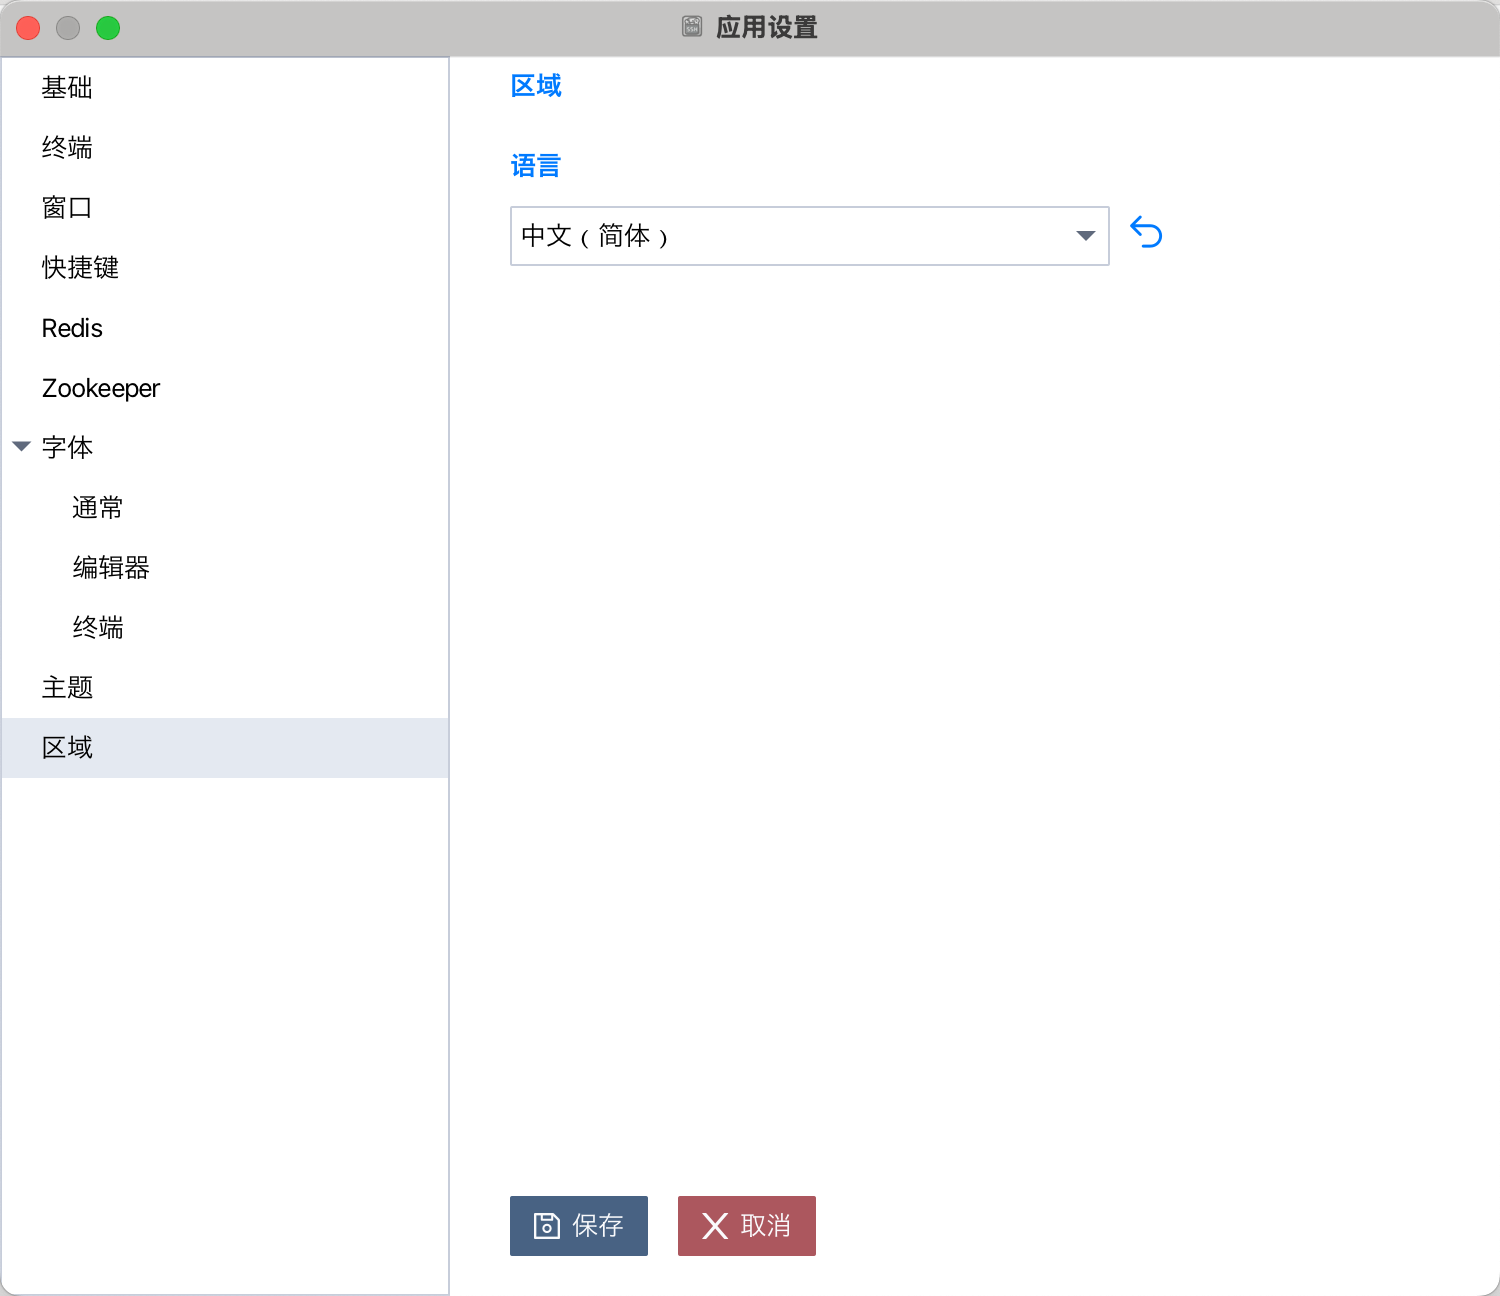 应用设置
基础
终端
窗口
快捷键
Redis
Zookeeper
字体
通常
编辑器
终端
主题
区域
区域
语言
中文（简体）
保存
取消